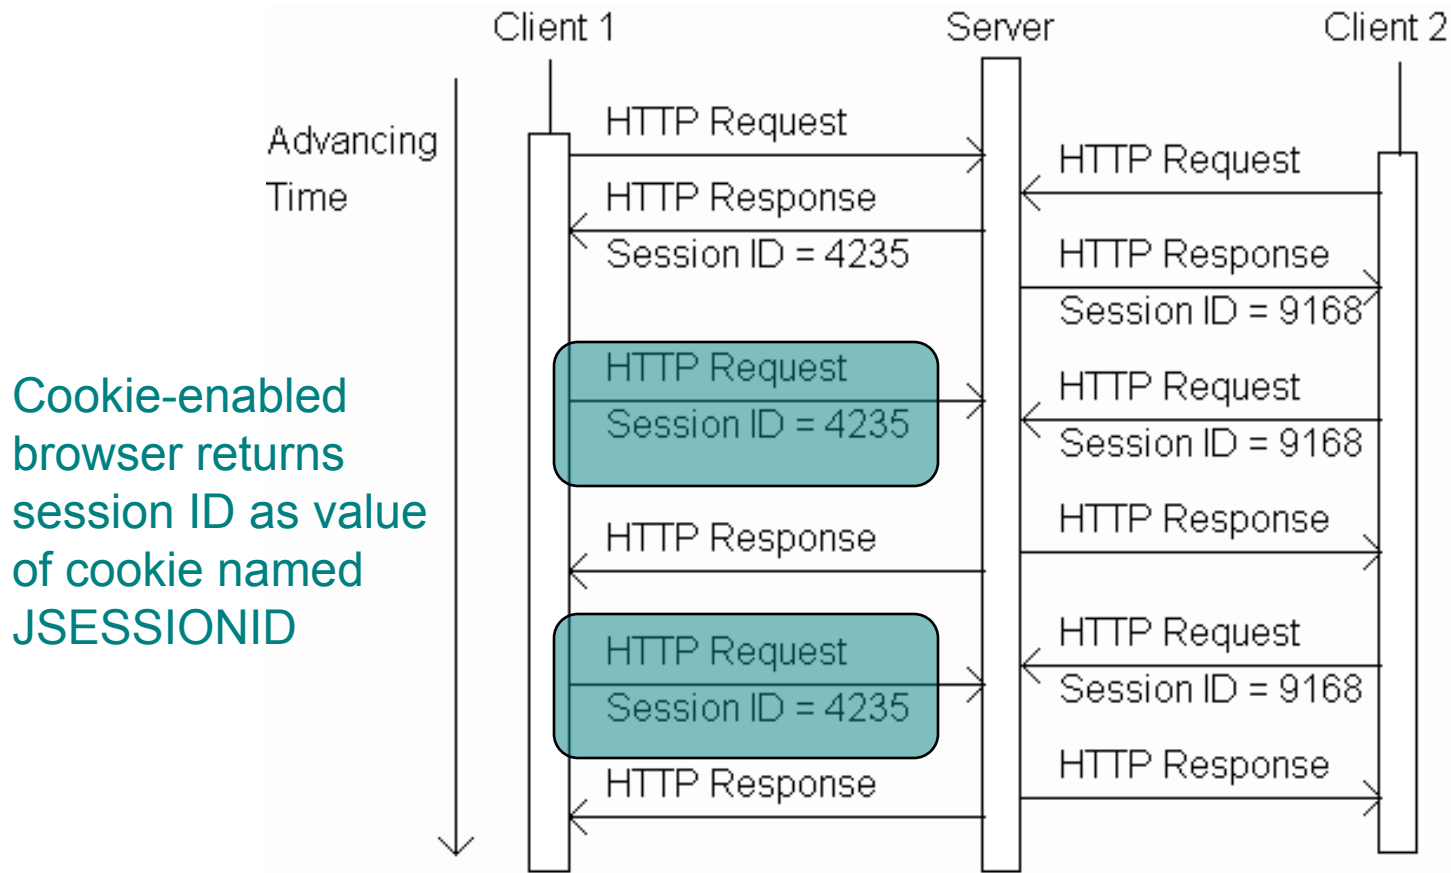 Client 1
Server
Client 2
Advancing
Time
HTTP Request
HTTP Request
HTTP Response
Session ID = 4235
HTTP Response
Session ID = 9168
HTTP Request
Session ID = 4235
HTTP Request
Session ID = 9168
Cookie-enabled
browser returns
session ID as value
of cookie named
JSESSIONID
HTTP Response
HTTP Response
HTTP Request
Session ID = 4235
HTTP Request
Session ID = 9168
HTTP Response
HTTP Response